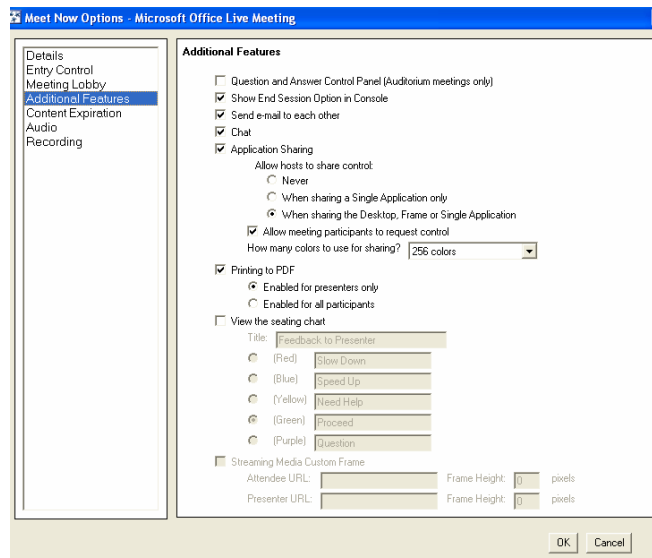 Meet Now Options - Microsoft Office Live Meeting
Details
Entry Control
Meeting Lobby
Additional Features
Content Expiration
Audio
Recording
Additional Features
Question and Answer Control Panel (Auditorium meetings only)
Show End Session Option in Console
Send e-mail to each other
Chat
Application Sharing
Allow hosts to share control:
Never
When sharing a Single Application only
When sharing the Desktop, Frame or Single Application
Allow meeting participants to request control
How many colors to use for sharing? 256 colors
Printing to PDF
Enabled for presenters only
Enabled for all participants
View the seating chart
Title: Feedback to Presenter
(Red) Slow Down
(Blue) Speed Up
(Yellow) Need Help
(Green) Proceed
(Purple) Question
Streaming Media Custom Frame
Attendee URL: Frame Height: 0 pixels
Presenter URL: Frame Height: 0 pixels
OK Cancel